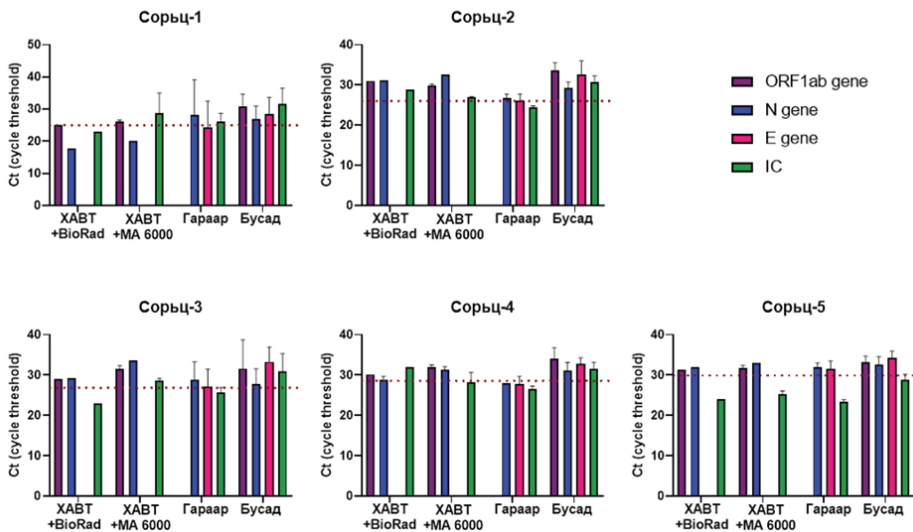 Сорьц-1
Ct (cycle threshold)
50
40
30
20
10
0
ХАВТ
+BioRad
ХАВТ
+MA 6000
Гараар
Бусад
Сорьц-2
Ct (cycle threshold)
40
30
20
10
0
ХАВТ
+BioRad
ХАВТ
+MA 6000
Гараар
Бусад
ORF1ab gene
N gene
E gene
IC
Сорьц-3
Ct (cycle threshold)
40
30
20
10
0
ХАВТ
+BioRad
ХАВТ
+MA 6000
Гараар
Бусад
Сорьц-4
Ct (cycle threshold)
40
30
20
10
0
ХАВТ
+BioRad
ХАВТ
+MA 6000
Гараар
Бусад
Сорьц-5
Ct (cycle threshold)
40
30
20
10
0
ХАВТ
+BioRad
ХАВТ
+MA 6000
Гараар
Бусад